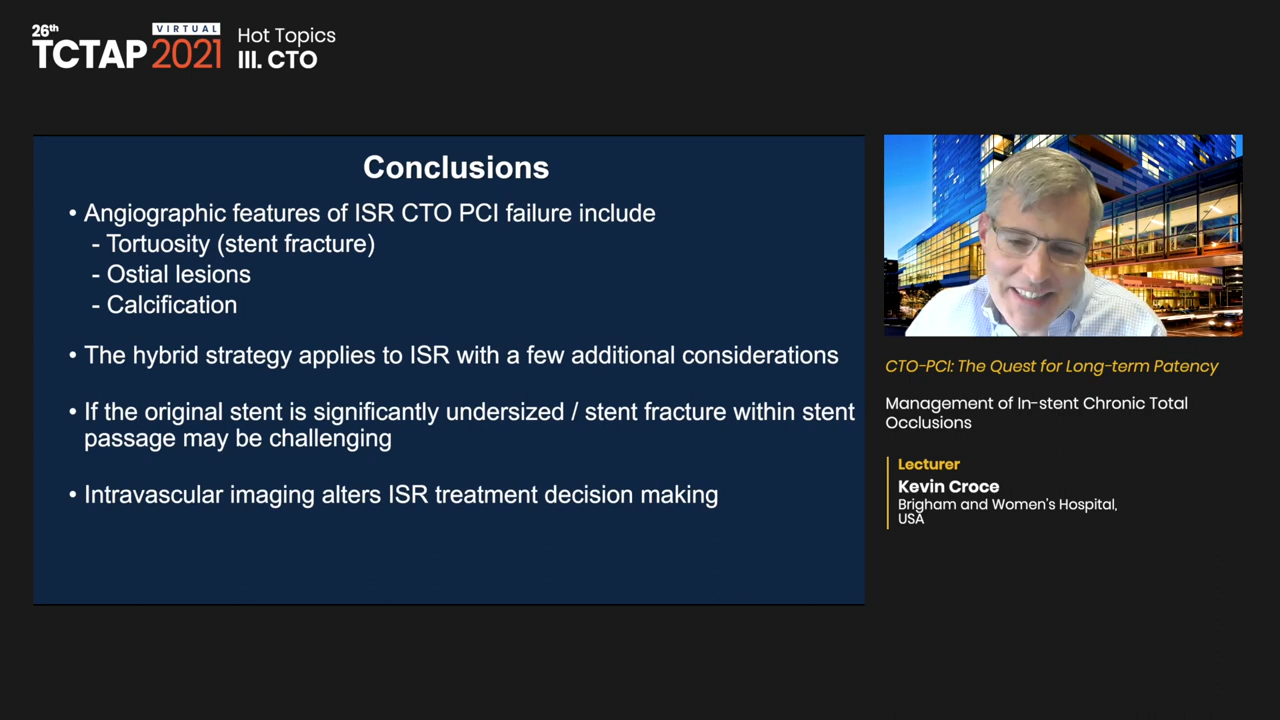 26th
VIRTUAL
TCTAP 2021
Hot Topics
III. CTO
Conclusions
• Angiographic features of ISR CTO PCI failure include
- Tortuosity (stent fracture)
- Ostial lesions
- Calcification
• The hybrid strategy applies to ISR with a few additional considerations
• If the original stent is significantly undersized / stent fracture within stent
passage may be challenging
• Intravascular imaging alters ISR treatment decision making
CTO-PCI: The Quest for Long-term Patency
Management of In-stent Chronic Total
Occlusions
Lecturer
Kevin Croce
Brigham and Women's Hospital,
USA